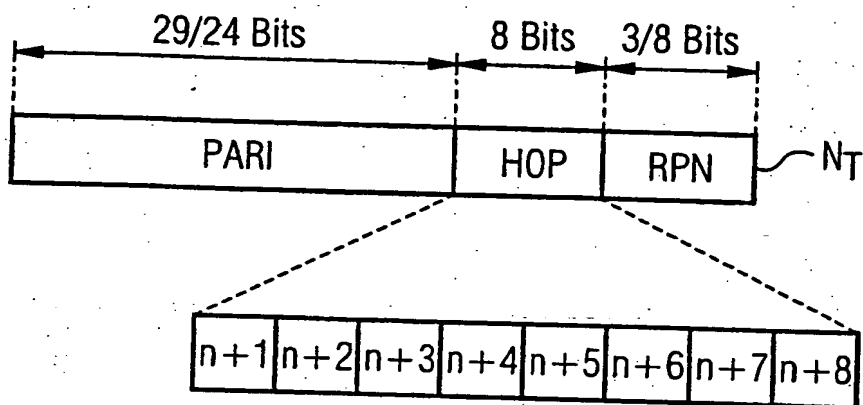 29/24 Bits 8 Bits 3/8 Bits
PARI HOP RPN NT
n+1 n+2 n+3 n+4 n+5 n+6 n+7 n+8